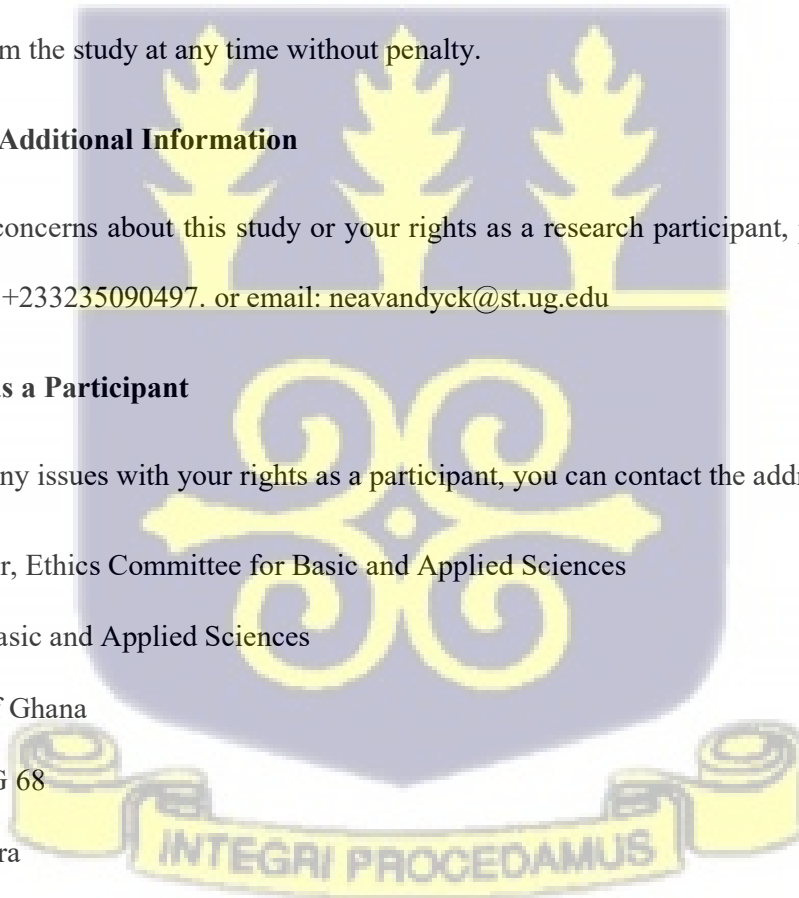 m the study at any time without penalty.
Additional Information
concerns about this study or your rights as a research participant,
+233235090497. or email: neavandyck@st.ug.edu
s a Participant
ny issues with your rights as a participant, you can contact the addr
r, Ethics Committee for Basic and Applied Sciences
asic and Applied Sciences
f Ghana
G 68
ra
INTEGRI PROCEDAMUS